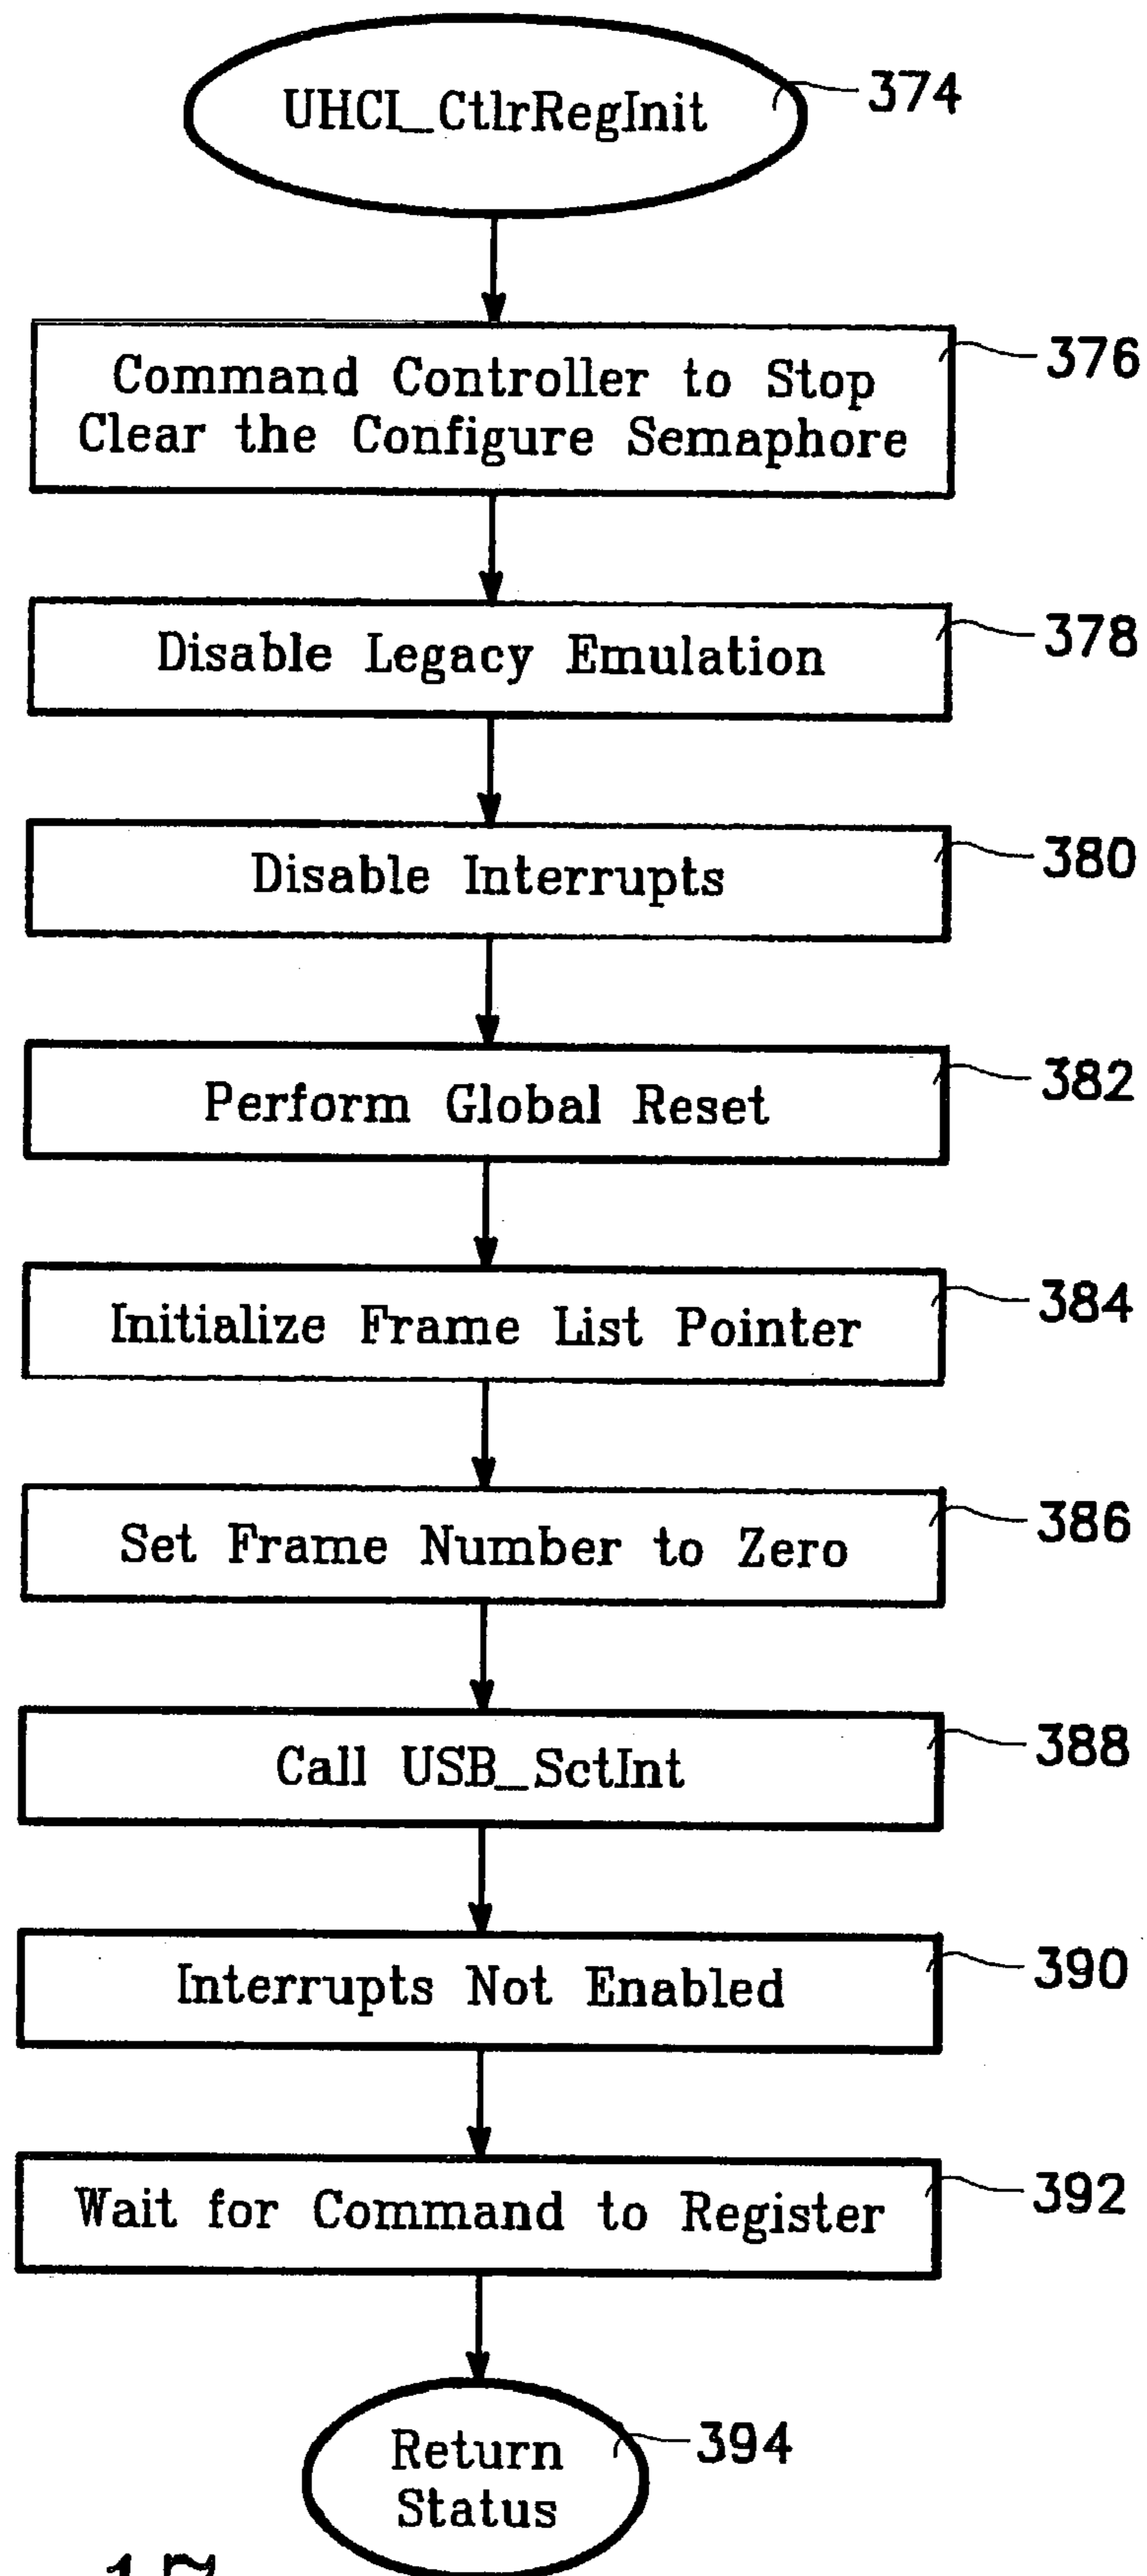 UHCI_CtlrRegInit
374
Command Controller to Stop
Clear the Configure Semaphore
376
Disable Legacy Emulation
378
Disable Interrupts
380
Perform Global Reset
382
Initialize Frame List Pointer
384
Set Frame Number to Zero
386
Call USB_SctInt
388
Interrupts Not Enabled
390
Wait for Command to Register
392
Return
Status
394